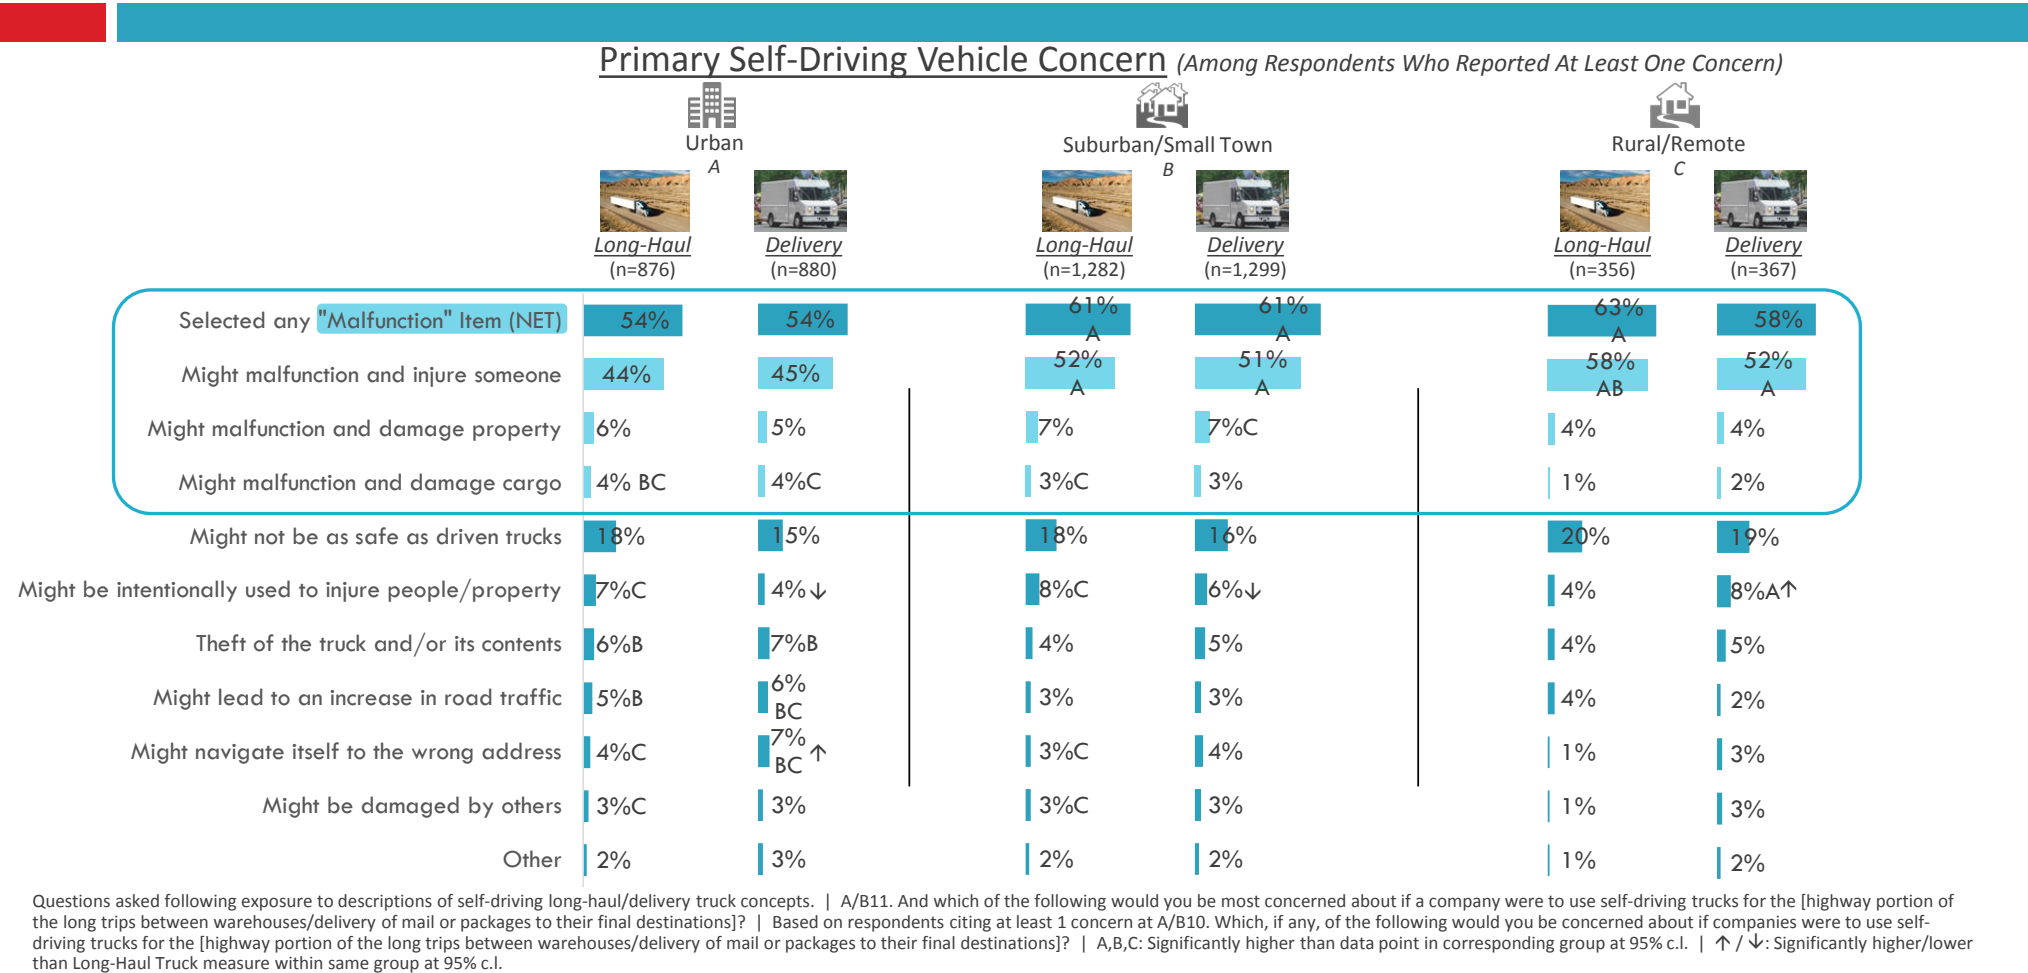 Primary Self-Driving Vehicle Concern (Among Respondents Who Reported At Least One Concern)
Urban
A
Suburban/Small Town
B
Rural/Remote
C
Long-Haul Delivery Long-Haul Delivery Long-Haul Delivery
(n=876) (n=880) (n=1,282) (n=1,299) (n=356) (n=367)
Selected any "Malfunction" Item (NET) 54% 54% 61% A 61% A 63% A 58%
Might malfunction and injure someone 44% 45% 52% A 51% A 58% AB 52% A
Might malfunction and damage property 6% 5% 7% 7%C 4% 4%
Might malfunction and damage cargo 4% BC 4%C 3%C 3% 1% 2%
Might not be as safe as driven trucks 18% 15% 18% 16% 20% 19%
Might be intentionally used to injure people/property 7%C 4%↓ 8%C 6%↓ 4% 8%A↑
Theft of the truck and/or its contents 6%B 7%B 4% 5% 4% 5%
Might lead to an increase in road traffic 5%B 6% BC 3% 3% 4% 2%
Might navigate itself to the wrong address 4%C 7% BC ↑ 3%C 4% 1% 3%
Might be damaged by others 3%C 3% 3%C 3% 1% 3%
Other 2% 3% 2% 2% 1% 2%
Questions asked following exposure to descriptions of self-driving long-haul/delivery truck concepts. | A/B11. And which of the following would you be most concerned about if a company were to use self-driving trucks for the [highway portion of
the long trips between warehouses/delivery of mail or packages to their final destinations]? | Based on respondents citing at least 1 concern at A/B10. Which, if any, of the following would you be concerned about if companies were to use self-
driving trucks for the [highway portion of the long trips between warehouses/delivery of mail or packages to their final destinations]? | A,B,C: Significantly higher than data point in corresponding group at 95% c.l. | ↑ / ↓: Significantly higher/lower
than Long-Haul Truck measure within same group at 95% c.l.